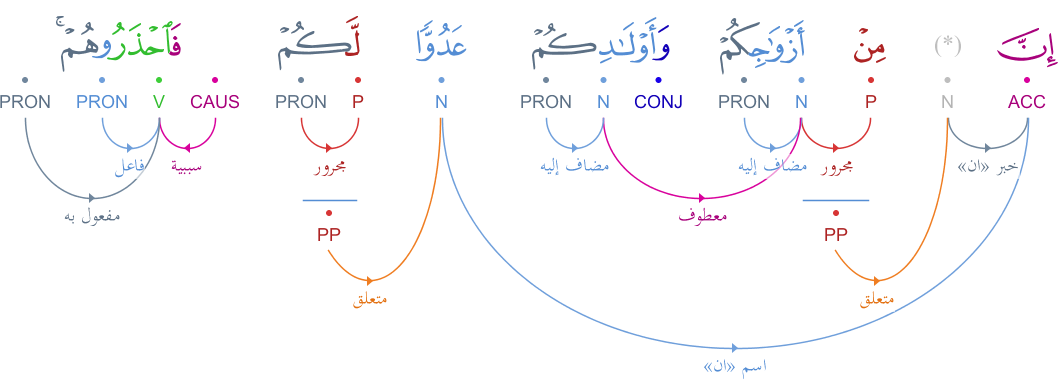 إِنَّ (*) مِنْ أَزْوَٰجِكُمْ وَأَوْلَـٰدِكُمْ عَدُوًّا لَّكُمْ فَٱحْذَرُوهُمْ ۚ
PRON PRON V CAUS PRON P N PRON N CONJ PRON N P N ACC
خبر «ان» مجرور مضاف إليه مضاف إليه مجرور سببية فاعل
معطوف مفعول به
PP PP
متعلق متعلق
اسم «ان»